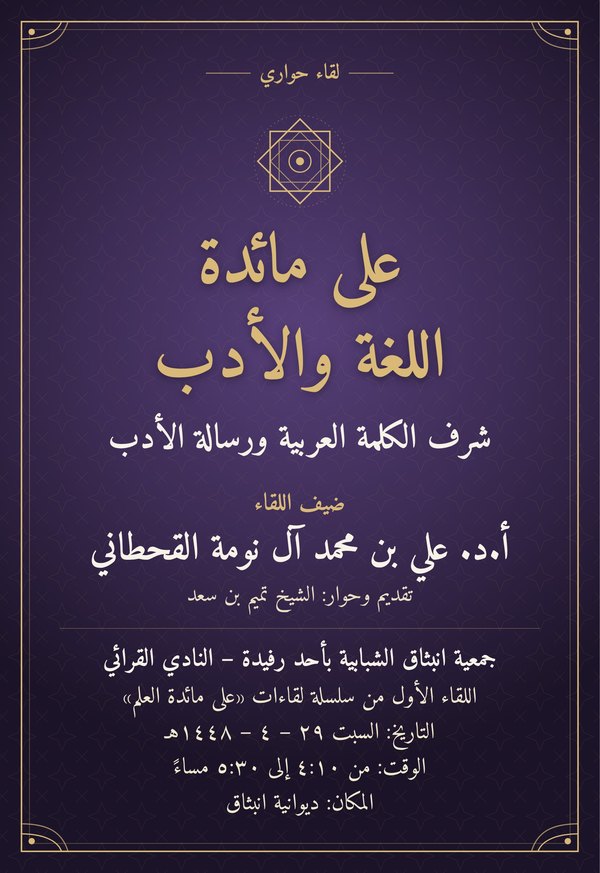 لقاء حواري
على مائدة
اللغة والأدب
شرف الكلمة العربية ورسالة الأدب
ضيف اللقاء
أ.د. علي بن محمد آل نومة القحطاني
تقديم وحوار: الشيخ تميم بن سعد
جمعية انبثاق الشبابية بأحد رفيدة – النادي القرائي
اللقاء الأول من سلسلة لقاءات «على مائدة العلم»
التاريخ: السبت ٢٩ – ٤ – ١٤٤٨هـ
الوقت: من ٤:١٠ إلى ٥:٣٠ مساءً
المكان: ديوانية انبثاق